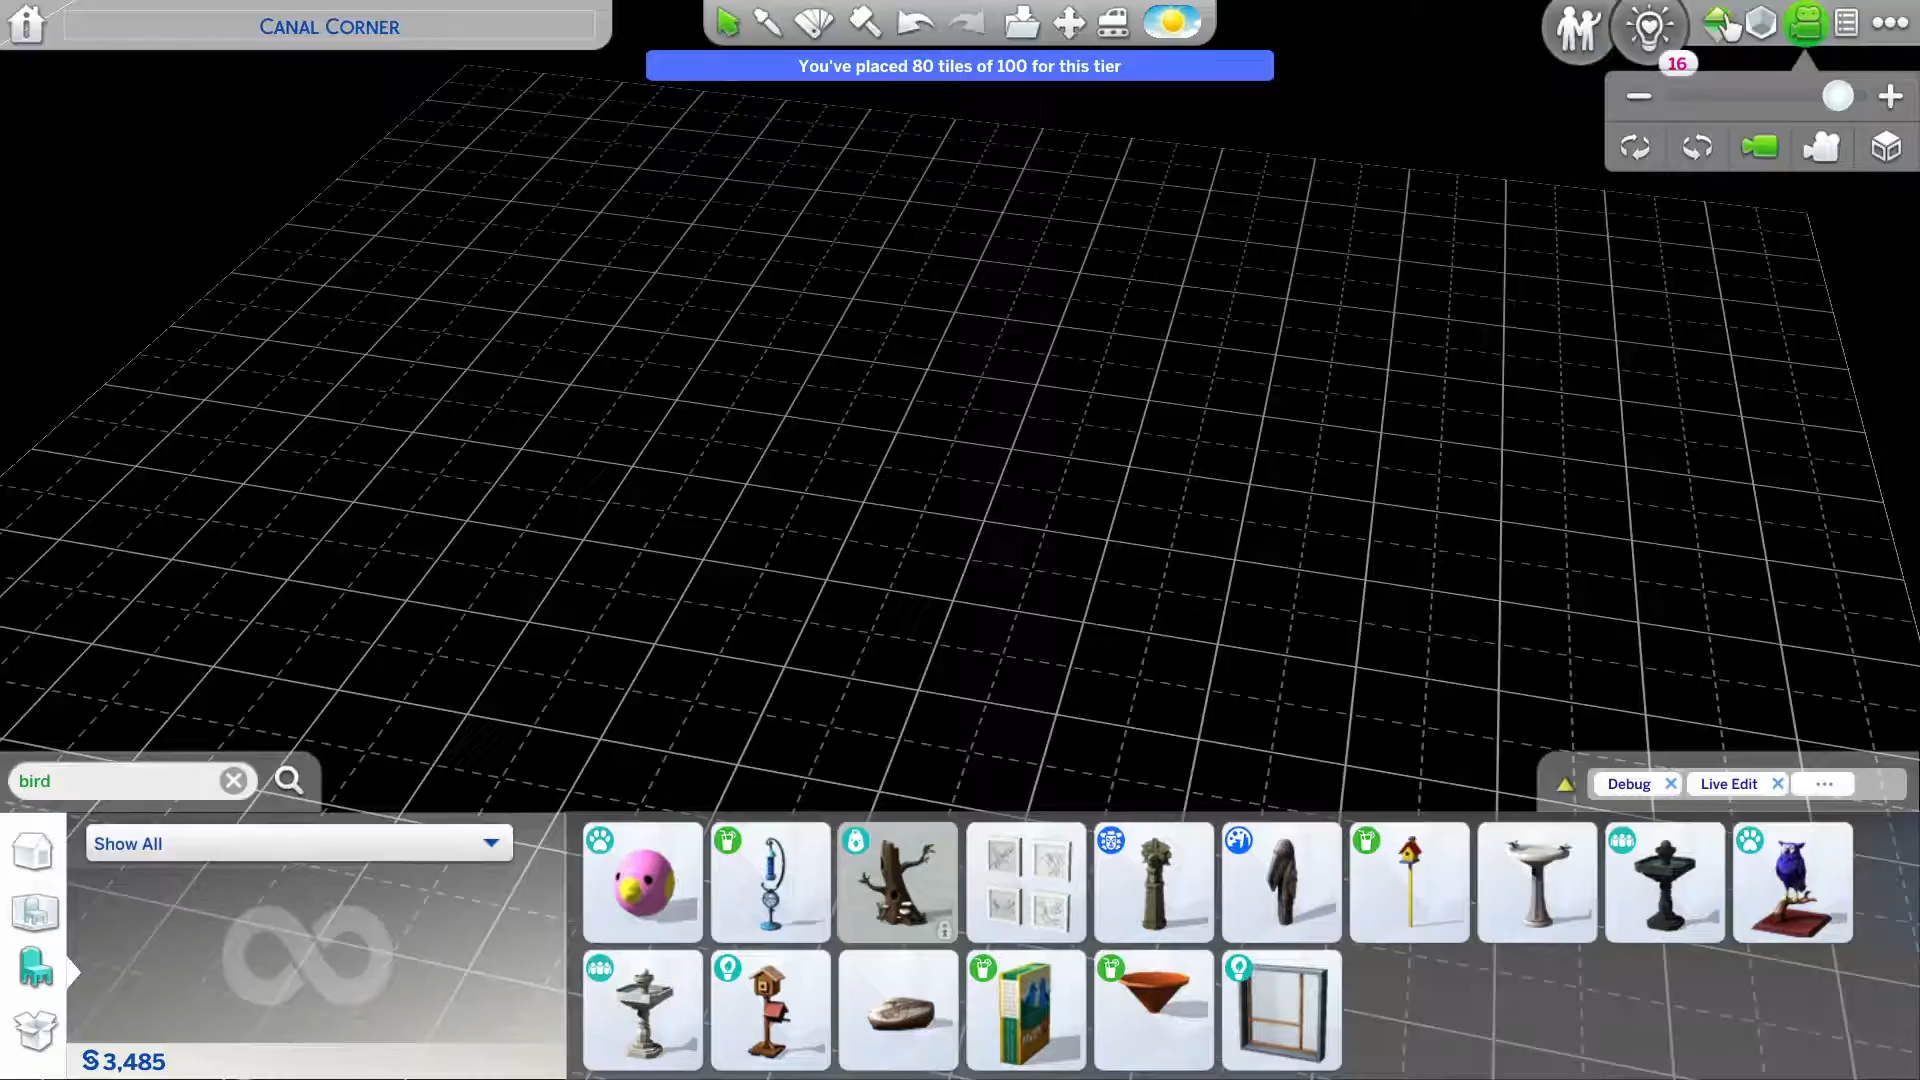 CANAL CORNER
You've placed 80 tiles of 100 for this tier
16
bird
Debug
Live Edit
Show All
3,485